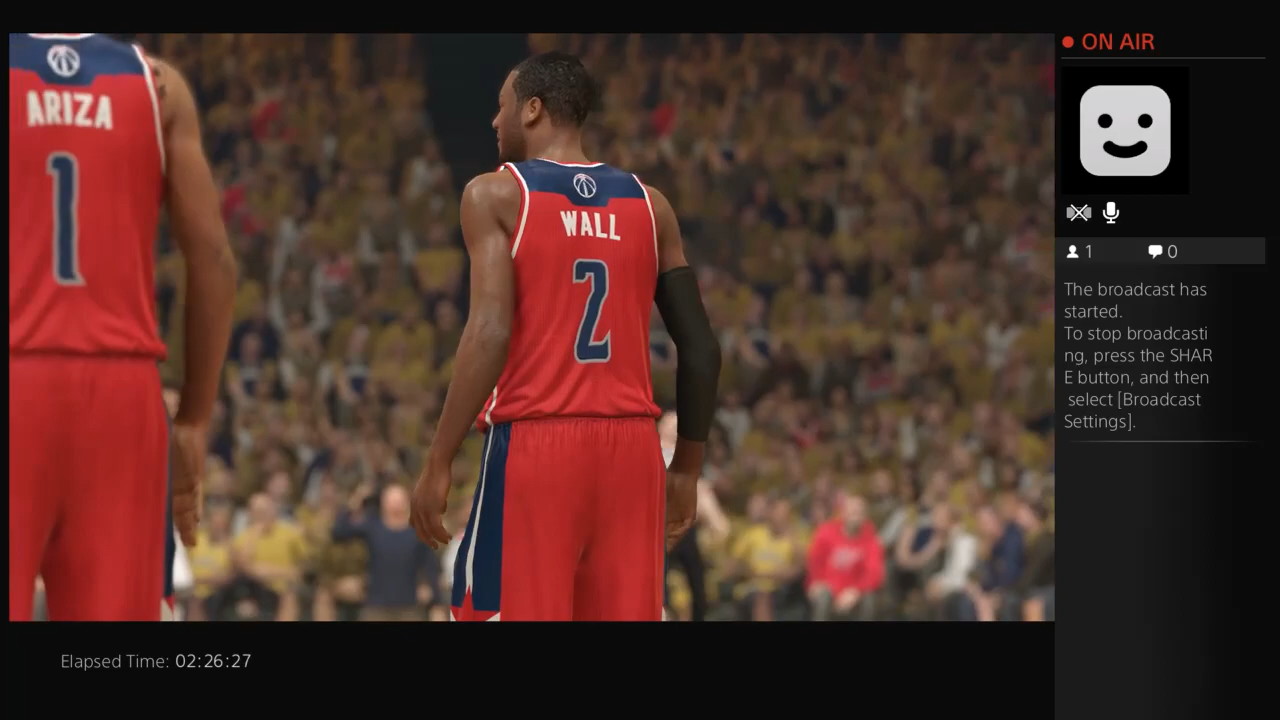 ARIZA
1
WALL
2
ON AIR
1
0
The broadcast has
started.
To stop broadcasti
ng, press the SHAR
E button, and then
select [Broadcast
Settings].
Elapsed Time: 02:26:27